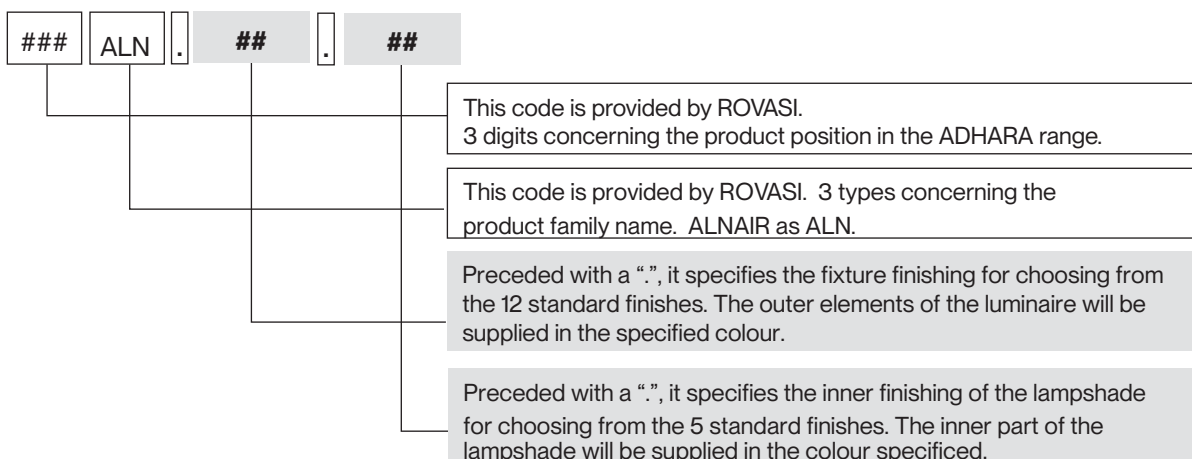 ### ALN . ## . ##
This code is provided by ROVASI.
3 digits concerning the product position in the ADHARA range.
This code is provided by ROVASI. 3 types concerning the
product family name. ALNAIR as ALN.
Preceded with a “.”, it specifies the fixture finishing for choosing from
the 12 standard finishes. The outer elements of the luminaire will be
supplied in the specified colour.
Preceded with a “.”, it specifies the inner finishing of the lampshade
for choosing from the 5 standard finishes. The inner part of the
lampshade will be supplied in the colour specificed.